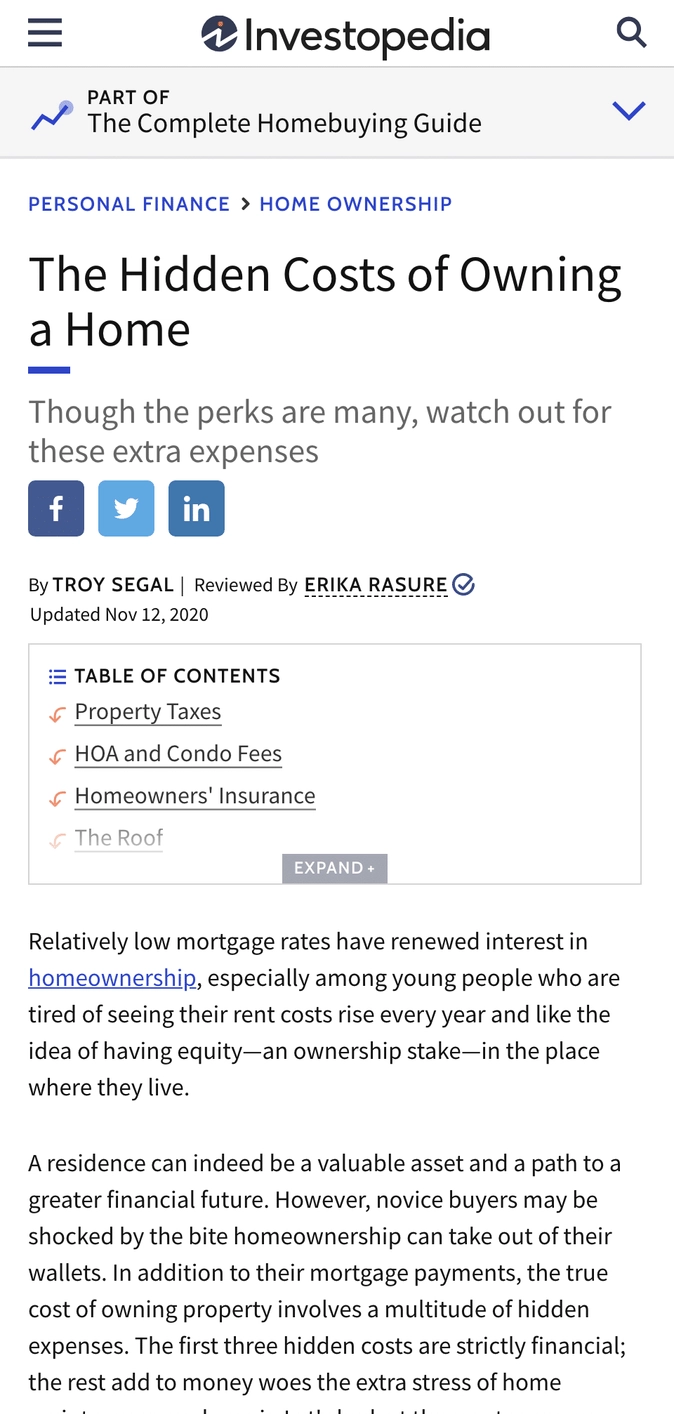 Investopedia
PART OF
The Complete Homebuying Guide
PERSONAL FINANCE > HOME OWNERSHIP
The Hidden Costs of Owning
a Home
Though the perks are many, watch out for
these extra expenses
f in
By TROY SEGAL | Reviewed By ERIKA RASURE
Updated Nov 12, 2020
TABLE OF CONTENTS
Property Taxes
HOA and Condo Fees
Homeowners' Insurance
The Roof
EXPAND +
Relatively low mortgage rates have renewed interest in
homeownership, especially among young people who are
tired of seeing their rent costs rise every year and like the
idea of having equity—an ownership stake—in the place
where they live.
A residence can indeed be a valuable asset and a path to a
greater financial future. However, novice buyers may be
shocked by the bite homeownership can take out of their
wallets. In addition to their mortgage payments, the true
cost of owning property involves a multitude of hidden
expenses. The first three hidden costs are strictly financial;
the rest add to money woes the extra stress of home